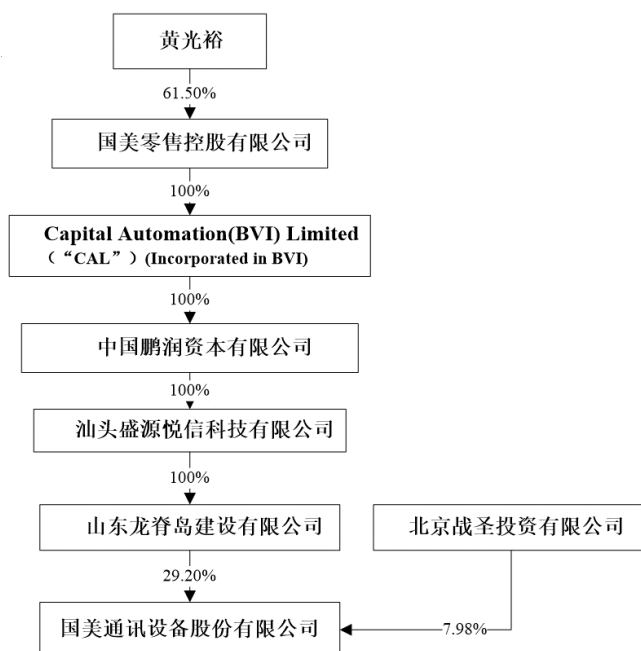 黄光裕
61.50%
国美零售控股有限公司
100%
Capital Automation(BVI) Limited
（“CAL”）(Incorporated in BVI)
100%
中国鹏润资本有限公司
100%
汕头盛源悦信科技有限公司
100%
山东龙脊岛建设有限公司
北京战圣投资有限公司
29.20%
国美通讯设备股份有限公司
7.98%